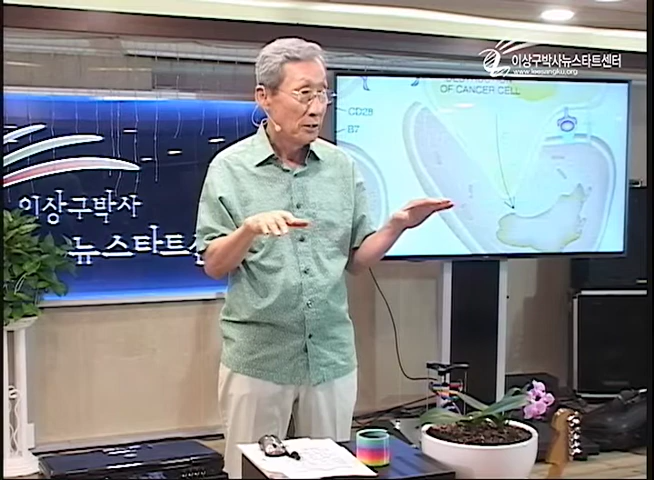 이상구박사뉴스타트센터
www.leesangku.org
OF CANCER CELL
CD28
B7
이상구박사
뉴스타트센